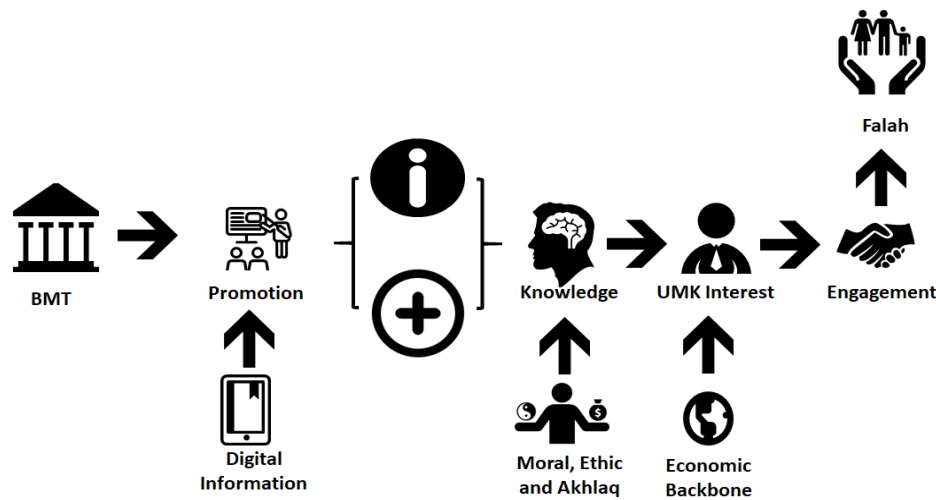 Falah
BMT
Promotion
Knowledge
UMK Interest
Engagement
Digital
Information
Moral, Ethic
and Akhlaq
Economic
Backbone